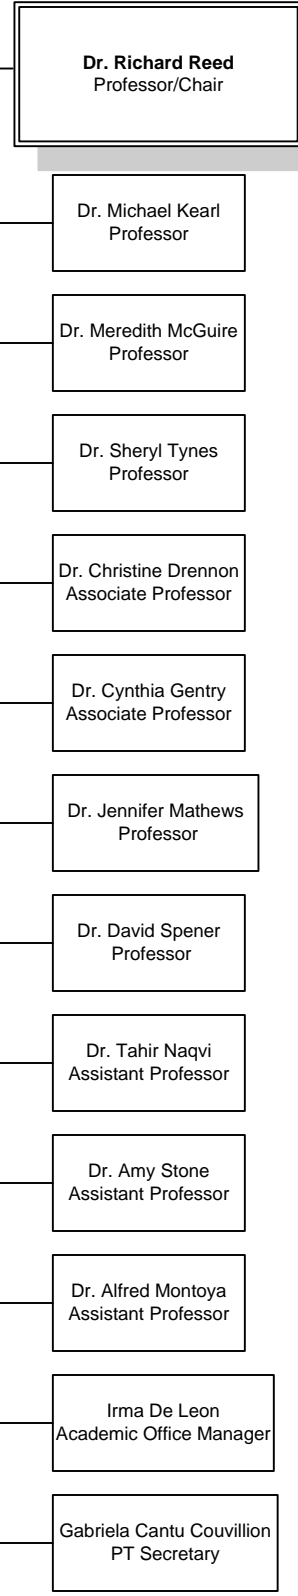 Dr. Richard Reed
Professor/Chair
Dr. Michael Kearl
Professor
Dr. Meredith McGuire
Professor
Dr. Sheryl Tynes
Professor
Dr. Christine Drennon
Associate Professor
Dr. Cynthia Gentry
Associate Professor
Dr. Jennifer Mathews
Professor
Dr. David Spener
Professor
Dr. Tahir Naqvi
Assistant Professor
Dr. Amy Stone
Assistant Professor
Dr. Alfred Montoya
Assistant Professor
Irma De Leon
Academic Office Manager
Gabriela Cantu Couvillion
PT Secretary